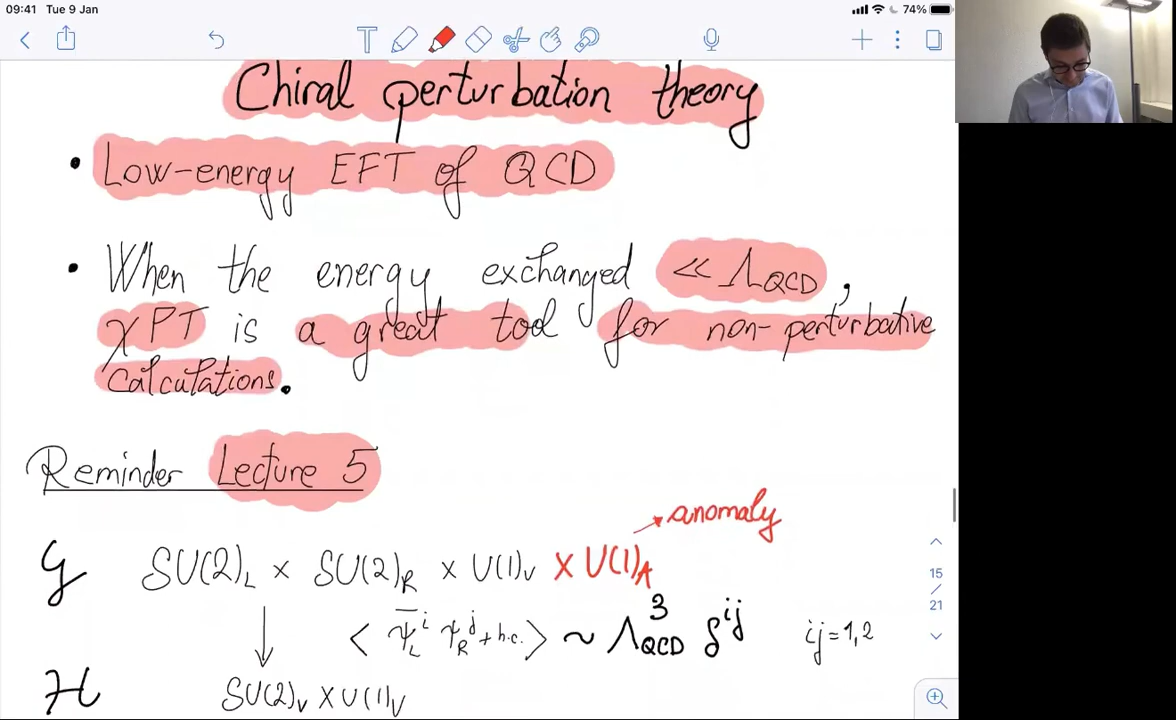 09:41 Tue 9 Jan 74%
Chiral perturbation theory
• Low-energy EFT of QCD
• When the energy exchanged << Λ_QCD,
χPT is a great tool for non-perturbative
calculations.
Reminder Lecture 5
anomaly
G SU(2)_L × SU(2)_R × U(1)_V × U(1)_A
< ψ̄_L^i ψ_R^j + h.c. > ~ Λ_QCD^3 δ^ij ij=1,2
H SU(2)_V × U(1)_V
15
/
21